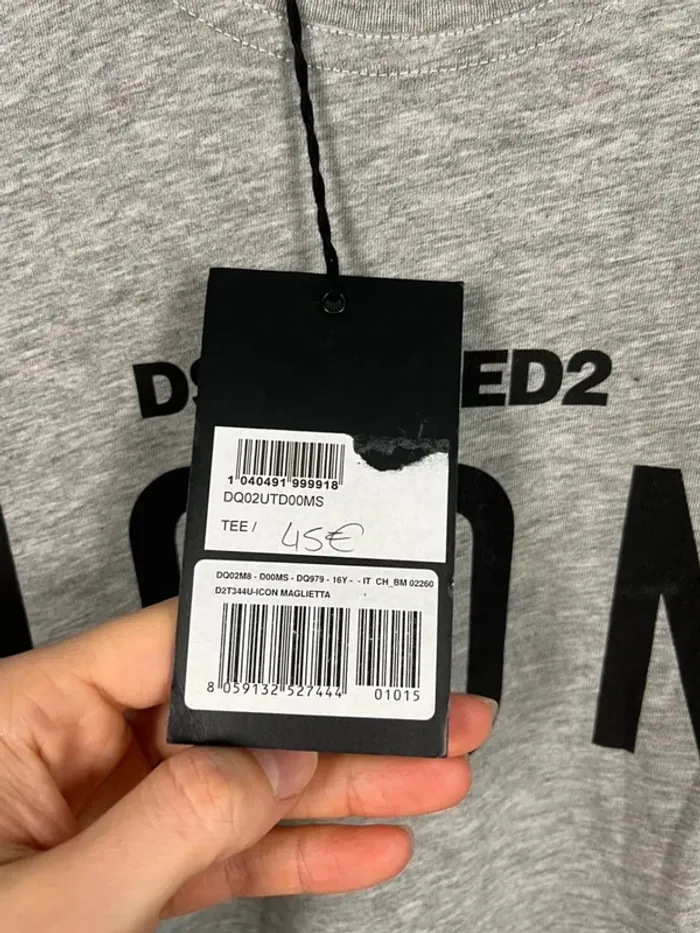 1 040491 999918
DQ02UTD00MS
TEE / 45€
DQ02M8 - D00MS - DQ979 - 16Y - - IT CH_BM 02260
D2T344U-ICON MAGLIETTA
8 059132 527444 01015